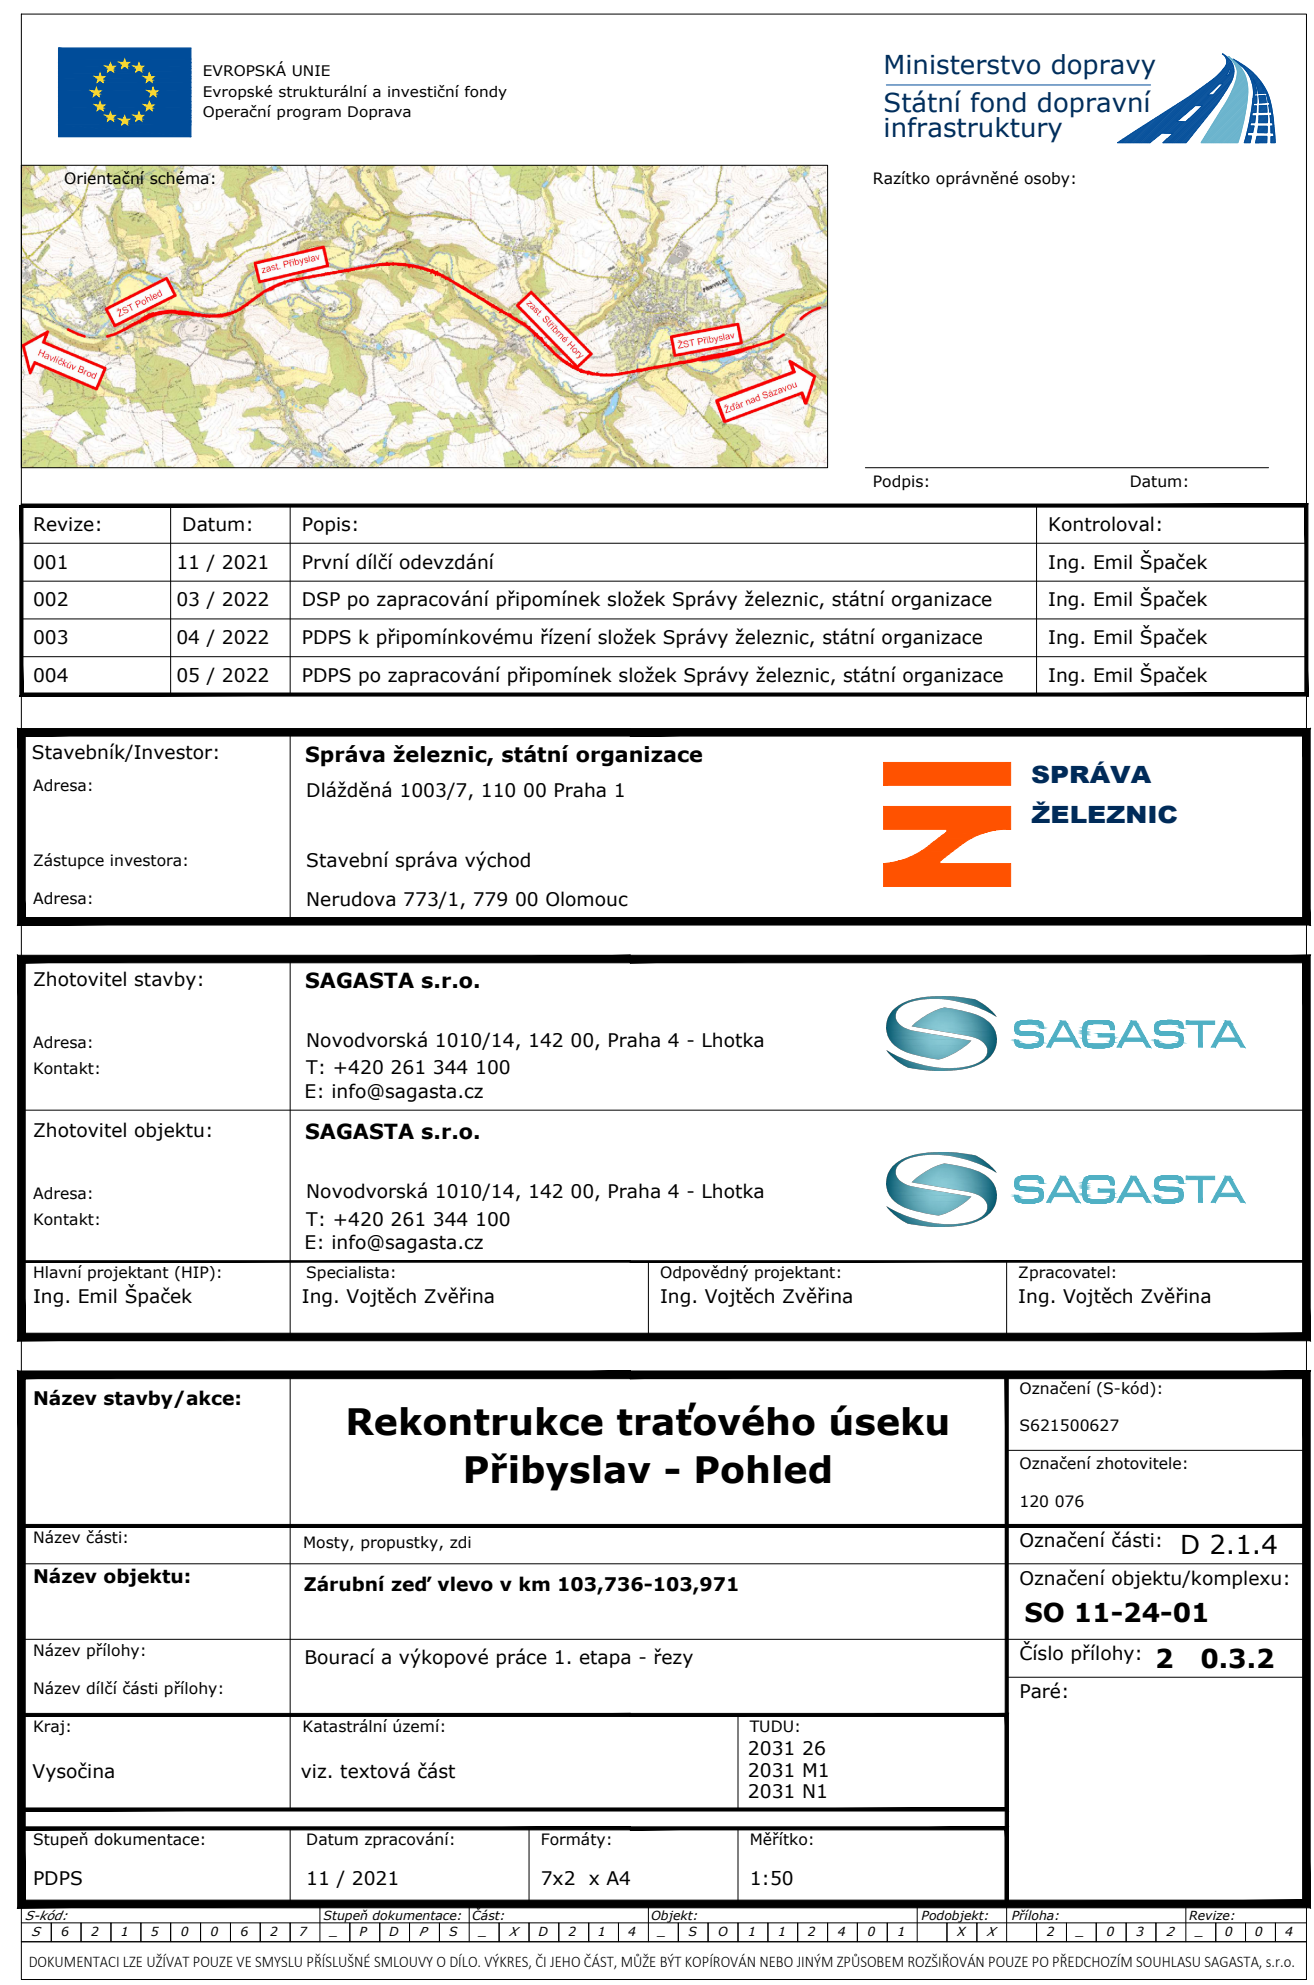 EVROPSKÁ UNIE
Evropské strukturální a investiční fondy
Operační program Doprava
Ministerstvo dopravy
Státní fond dopravní
infrastruktury
Orientační schéma:
Razítko oprávněné osoby:
zast. Přibyslav
ŽST Pohled
zast. Stříbrné Hory
ŽST Přibyslav
Havlíčkův Brod
Žďár nad Sázavou
Podpis: Datum:
Revize: Datum: Popis: Kontroloval:
001 11 / 2021 První dílčí odevzdání Ing. Emil Špaček
002 03 / 2022 DSP po zapracování připomínek složek Správy železnic, státní organizace Ing. Emil Špaček
003 04 / 2022 PDPS k připomínkovému řízení složek Správy železnic, státní organizace Ing. Emil Špaček
004 05 / 2022 PDPS po zapracování připomínek složek Správy železnic, státní organizace Ing. Emil Špaček
Stavebník/Investor: Správa železnic, státní organizace
Adresa: Dlážděná 1003/7, 110 00 Praha 1
SPRÁVA
ŽELEZNIC
Zástupce investora: Stavební správa východ
Adresa: Nerudova 773/1, 779 00 Olomouc
Zhotovitel stavby: SAGASTA s.r.o.
Adresa: Novodvorská 1010/14, 142 00, Praha 4 - Lhotka
SAGASTA
Kontakt: T: +420 261 344 100
E: info@sagasta.cz
Zhotovitel objektu: SAGASTA s.r.o.
Adresa: Novodvorská 1010/14, 142 00, Praha 4 - Lhotka
SAGASTA
Kontakt: T: +420 261 344 100
E: info@sagasta.cz
Hlavní projektant (HIP): Specialista: Odpovědný projektant: Zpracovatel:
Ing. Emil Špaček Ing. Vojtěch Zvěřina Ing. Vojtěch Zvěřina Ing. Vojtěch Zvěřina
Název stavby/akce:
Rekontrukce traťového úseku
Přibyslav - Pohled
Označení (S-kód):
S621500627
Označení zhotovitele:
120 076
Název části: Mosty, propustky, zdi Označení části: D 2.1.4
Název objektu: Zárubní zeď vlevo v km 103,736-103,971 Označení objektu/komplexu:
SO 11-24-01
Název přílohy: Bourací a výkopové práce 1. etapa - řezy Číslo přílohy: 2 0.3.2
Název dílčí části přílohy: Paré:
Kraj: Katastrální území: TUDU:
2031 26
Vysočina viz. textová část 2031 M1
2031 N1
Stupeň dokumentace: Datum zpracování: Formáty: Měřítko:
PDPS 11 / 2021 7x2 x A4 1:50
S-kód: Stupeň dokumentace: Část: Objekt: Podobjekt: Příloha: Revize:
S 6 2 1 5 0 0 6 2 7 _ P D P S _ X D 2 1 4 _ S O 1 1 2 4 0 1 X X 2 _ 0 3 2 _ 0 0 4
DOKUMENTACI LZE UŽÍVAT POUZE VE SMYSLU PŘÍSLUŠNÉ SMLOUVY O DÍLO. VÝKRES, ČI JEHO ČÁST, MŮŽE BÝT KOPÍROVÁN NEBO JINÝM ZPŮSOBEM ROZŠIŘOVÁN POUZE PO PŘEDCHOZÍM SOUHLASU SAGASTA, s.r.o.